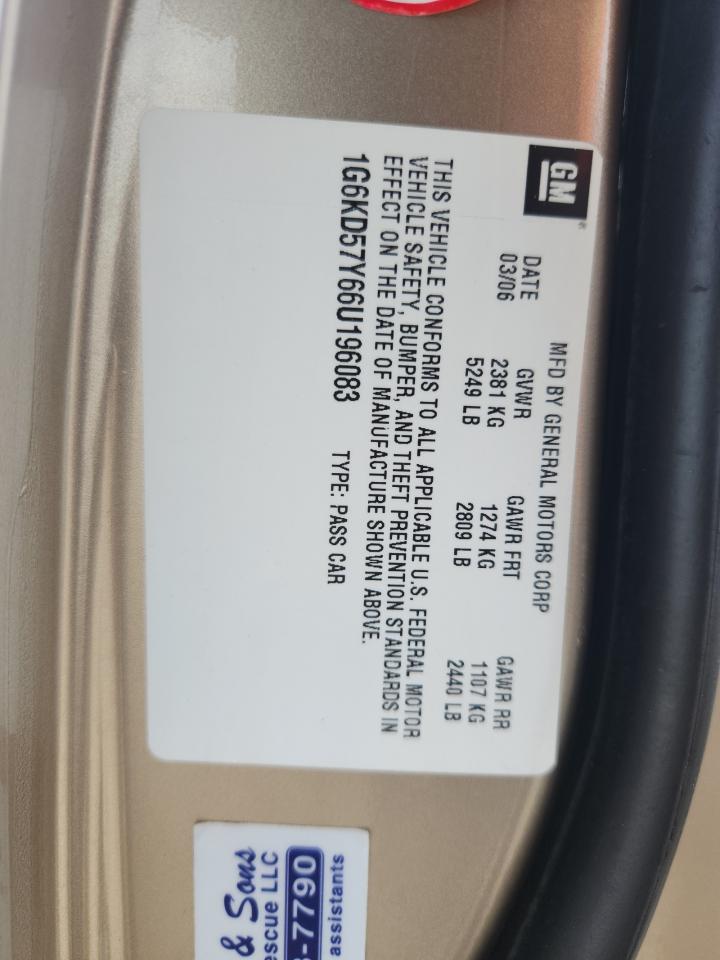 GM
MFD BY GENERAL MOTORS CORP
DATE GVWR GAWR FRT GAWR RR
03/06 2381 KG 1274 KG 1107 KG
5249 LB 2809 LB 2440 LB
THIS VEHICLE CONFORMS TO ALL APPLICABLE U.S. FEDERAL MOTOR
VEHICLE SAFETY, BUMPER, AND THEFT PREVENTION STANDARDS IN
EFFECT ON THE DATE OF MANUFACTURE SHOWN ABOVE.
1G6KD57Y66U196083 TYPE: PASS CAR
& Sons
scue LLC
-7790
assistants